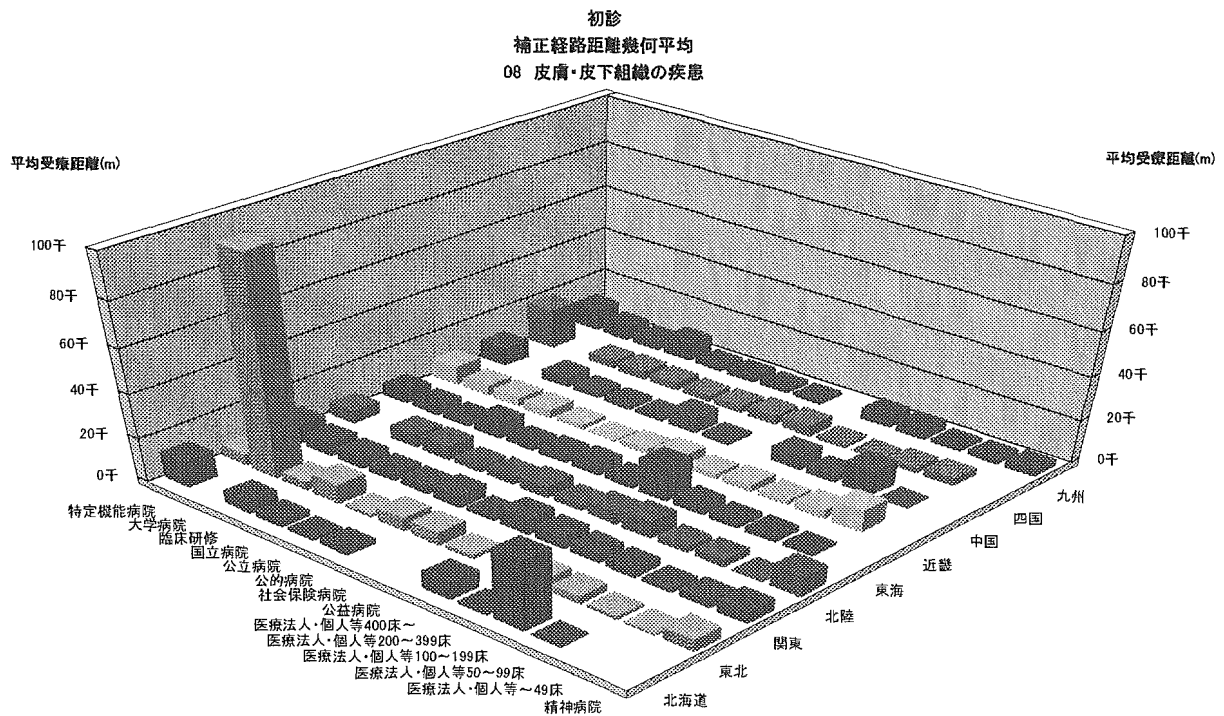 初診
補正経路距離幾何平均
08 皮膚・皮下組織の疾患
平均受療距離(m)
平均受療距離(m)
100千
80千
60千
40千
20千
0千
100千
80千
60千
40千
20千
0千
特定機能病院
大学病院
臨床研修
国立病院
公立病院
公的病院
社会保険病院
公益病院
医療法人・個人等400床～
医療法人・個人等200～399床
医療法人・個人等100～199床
医療法人・個人等50～99床
医療法人・個人等～49床
精神病院
北海道
東北
関東
北陸
東海
近畿
中国
四国
九州